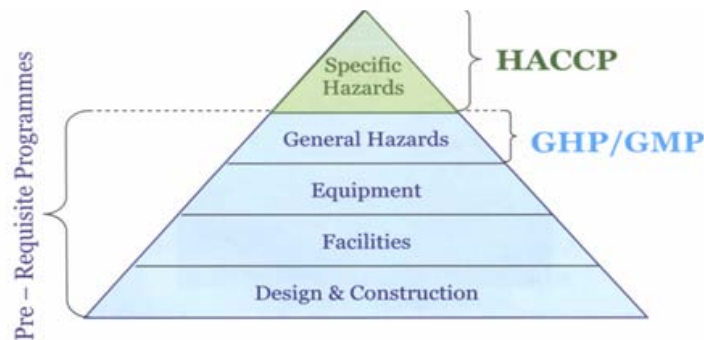 Specific
Hazards
HACCP
General Hazards
GHP/GMP
Equipment
Facilities
Design & Construction
Pre – Requisite Programmes